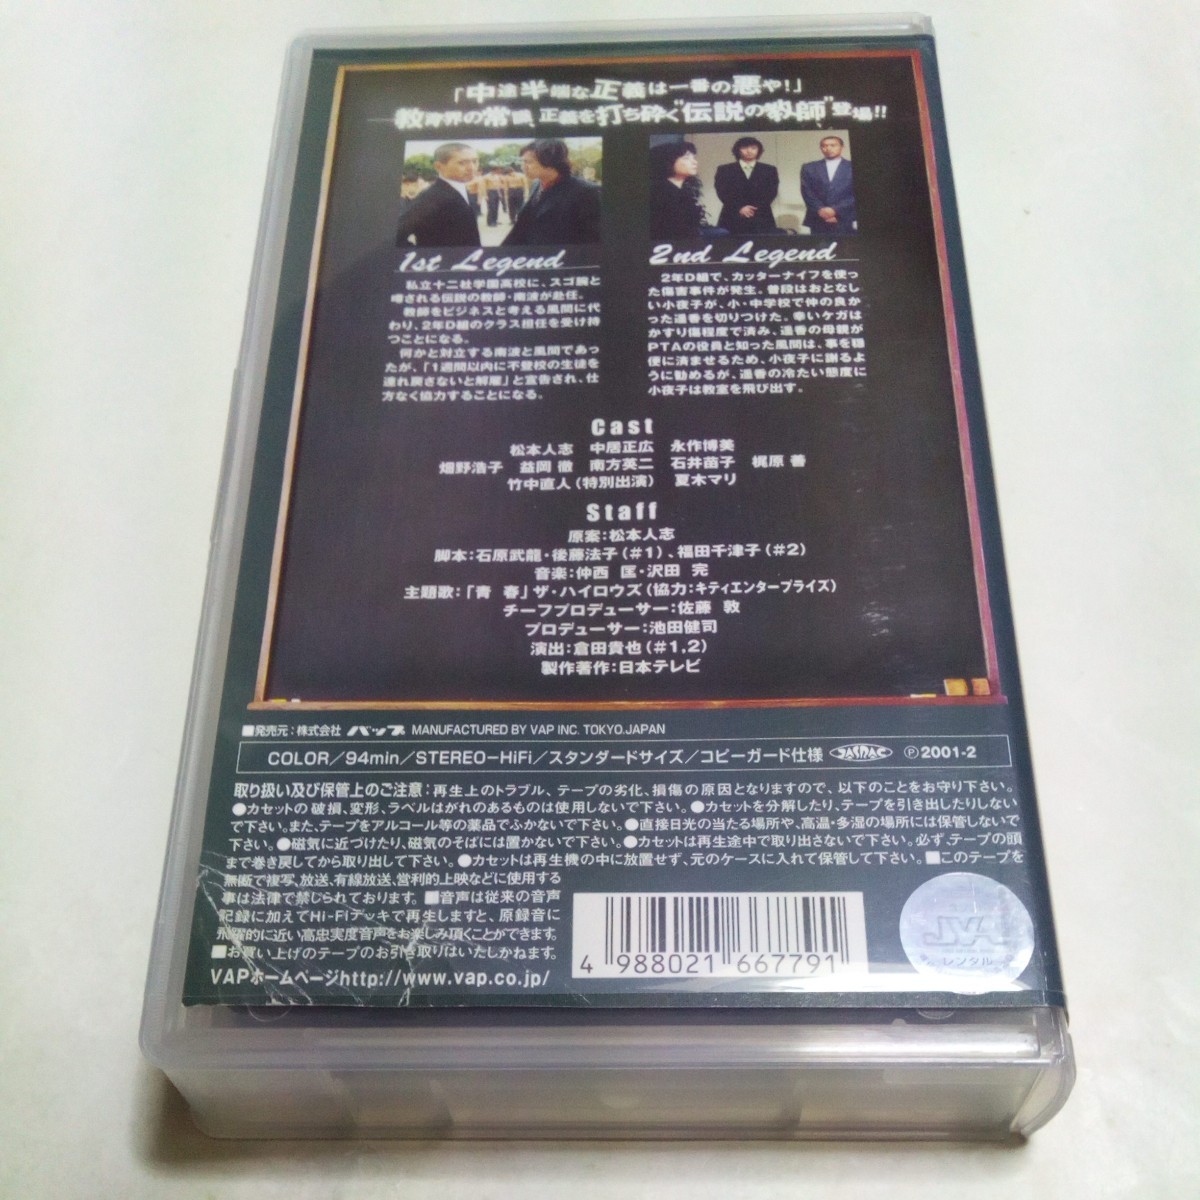 「中途半端な正義は一番の悪や!」
教育界の常識、正義を打ち砕く“伝説の教師”登場!!
1st Legend
私立十二社学園高校に、スゴ腕と
噂される伝説の教師・南波が赴任。
教師をビジネスと考える風間に代
わり、2年D組のクラス担任を受け持
つことになる。
何かと対立する南波と風間であっ
たが、「1週間以内に不登校の生徒を
連れ戻さないと解雇」と宣告され、仕
方なく協力することになる。
2nd Legend
2年D組で、カッターナイフを使っ
た傷害事件が発生。普段はおとなし
い小夜子が、小・中学校で仲の良かっ
た遥香を切りつけた。幸いケガは
かすり傷程度で済み、遥香の母親が
PTAの役員と知った風間は、事を穏
便に済ませるため、小夜子に謝るよ
うに勧めるが、遥香の冷たい態度に
小夜子は教室を飛び出す。
Cast
松本人志 中居正広 永作博美
畑野浩子 益岡 徹 南方英二 石井苗子 梶原 善
竹中直人(特別出演) 夏木マリ
Staff
原案:松本人志
脚本:石原武龍・後藤法子(#1)、福田千津子(#2)
音楽:仲西 匡・沢田 完
主題歌:「青 春」ザ・ハイロウズ(協力:キティエンタープライズ)
チーフプロデューサー:佐藤 敦
プロデューサー:池田健司
演出:倉田貴也(#1,2)
製作著作:日本テレビ
■発売元:株式会社 バップ MANUFACTURED BY VAP INC. TOKYO.JAPAN
COLOR/94min/STEREO-HiFi/スタンダードサイズ/コピーガード仕様 JASRAC ℗2001-2
取り扱い及び保管上のご注意:再生上のトラブル、テープの劣化、損傷の原因となりますので、以下のことをお守り下さい。
●カセットの破損、変形、ラベルはがれのあるものは使用しないで下さい。●カセットを分解したり、テープを引き出したりしない
で下さい。また、テープをアルコール等の薬品でふかないで下さい。●直接日光の当たる場所や、高温・多湿の場所には保管しない
で下さい。●磁気に近づけたり、磁気のそばには置かないで下さい。●カセットは再生途中で取り出さないで下さい。必ず、テープの頭
まで巻き戻してから取り出して下さい。●カセットは再生機の中に放置せず、元のケースに入れて保管して下さい。■このテープを
無断で複写、放送、有線放送、営利的上映などに使用する
事は法律で禁じられております。■音声は従来の音声
記録に加えてHi-Fiデッキで再生しますと、原録音に
飛躍的に近い高忠実度音声をお楽しみ頂くことができます。
■お買い上げのテープのお引き取りはいたしかねます。
VAPホームページhttp://www.vap.co.jp/
4 988021 667791
JVA
レンタル